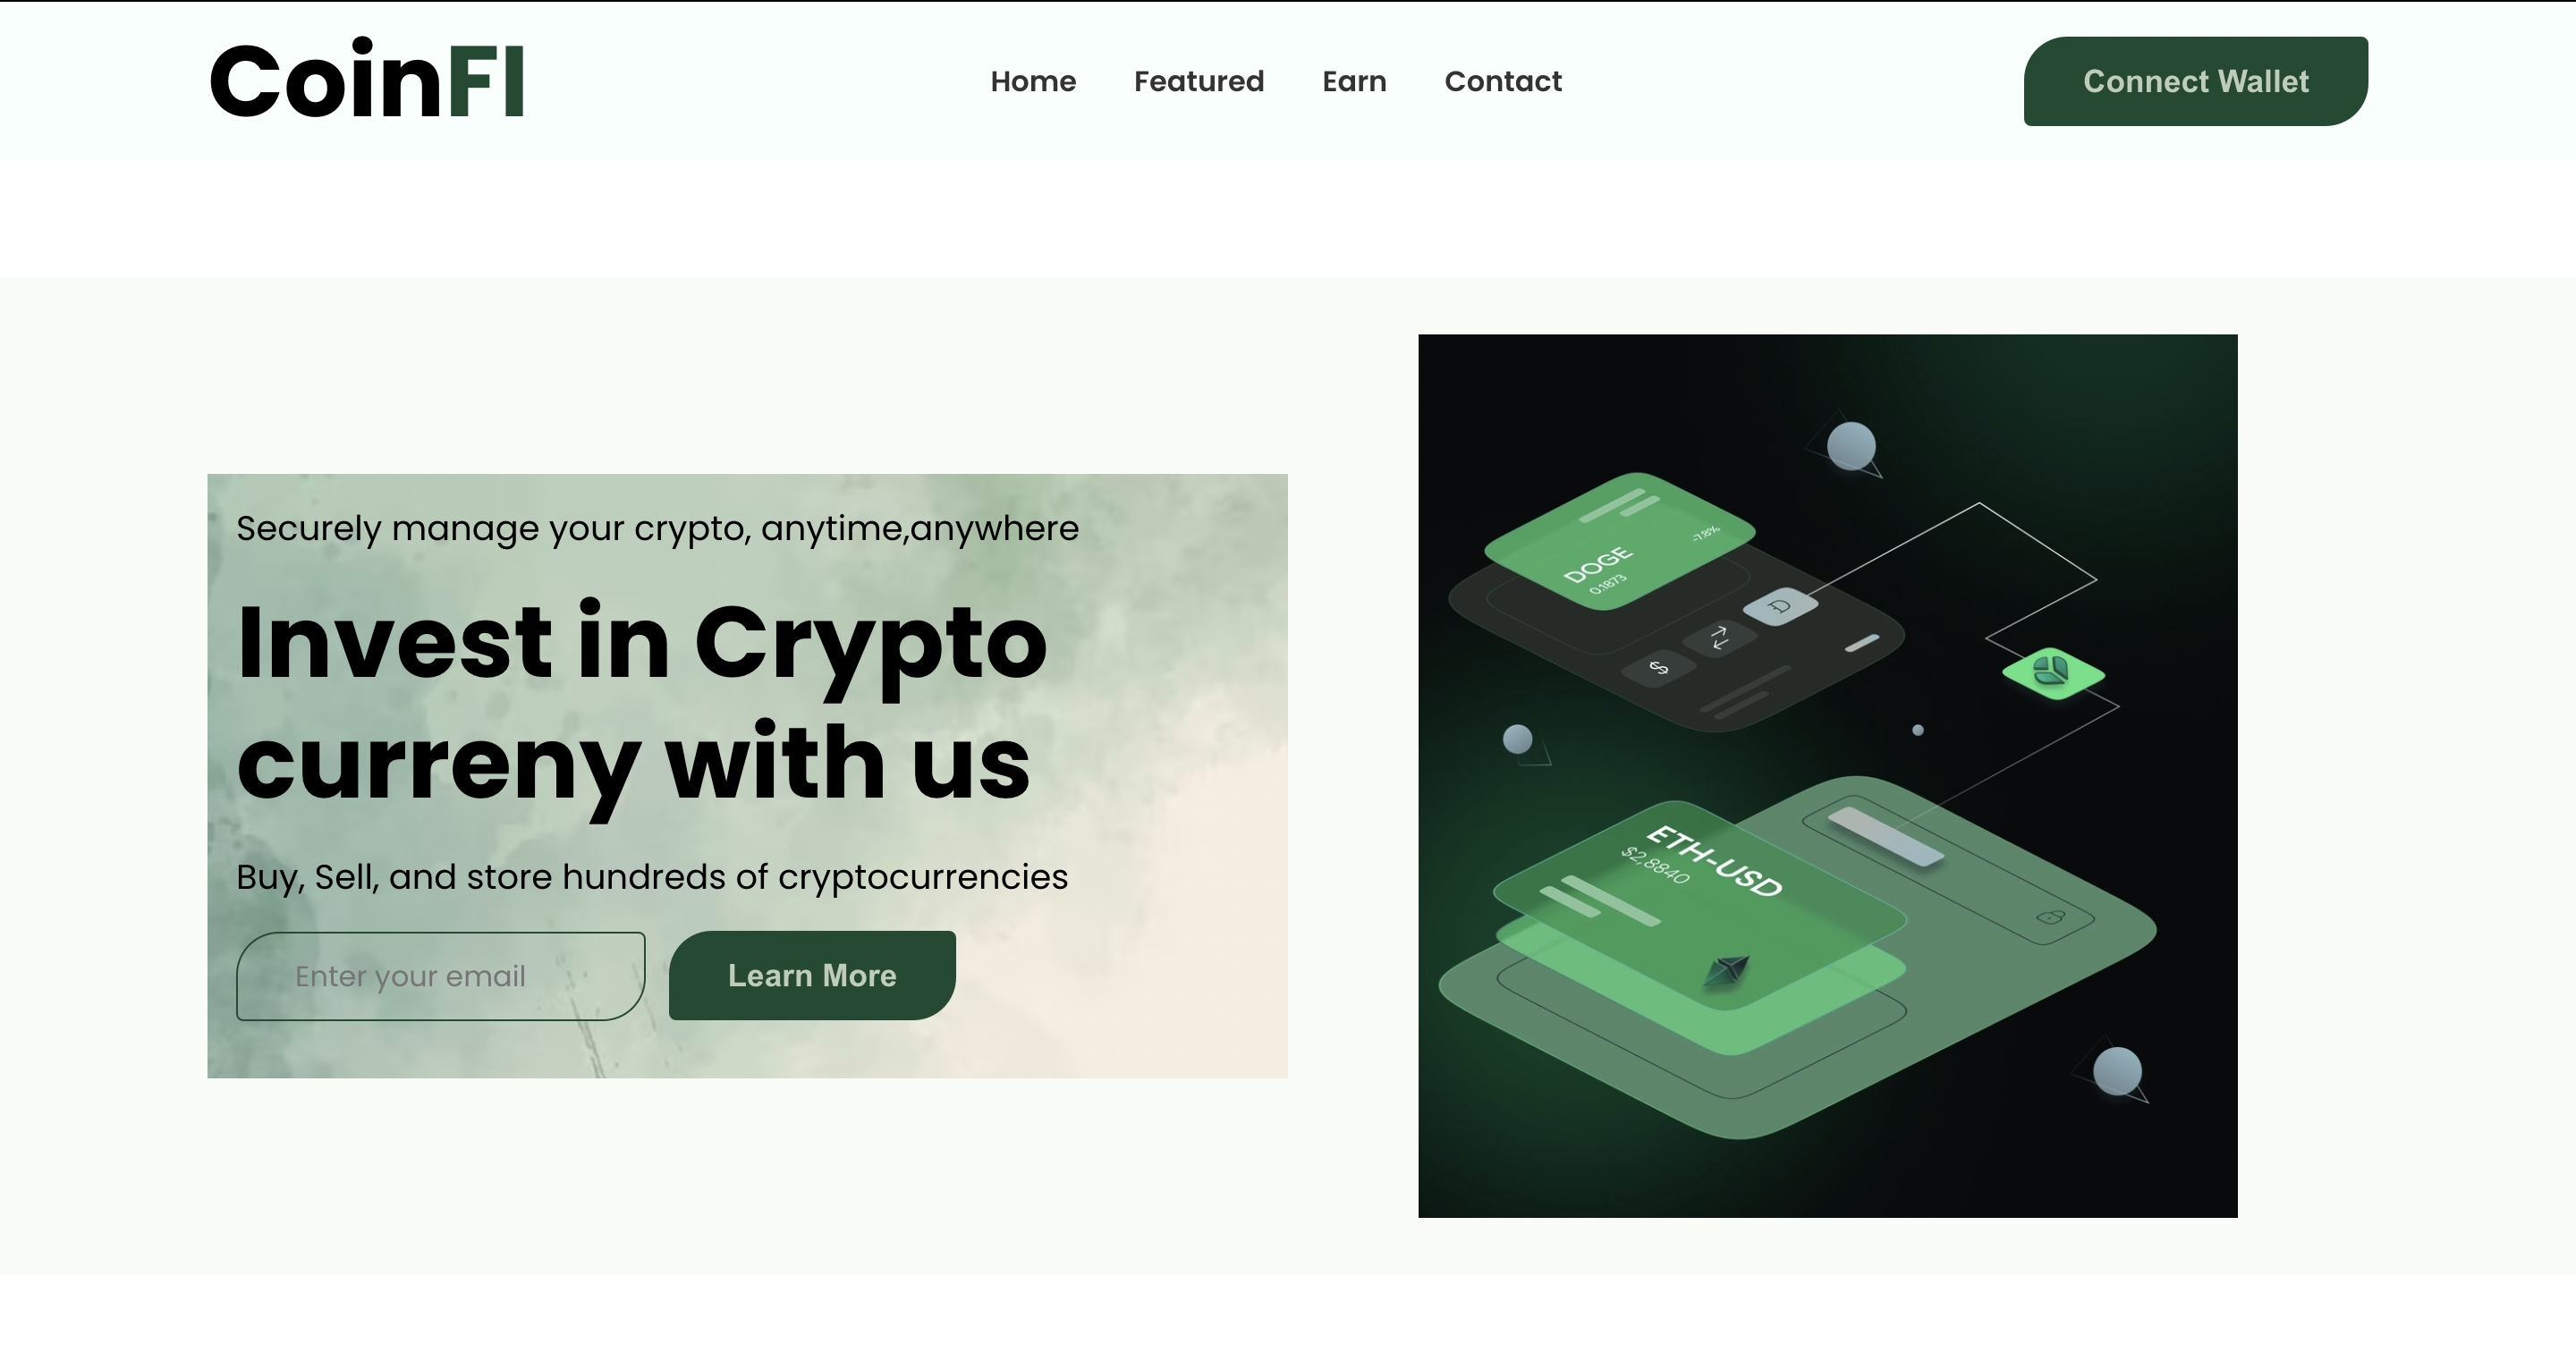 CoinFI
Home Featured Earn Contact
Connect Wallet
Securely manage your crypto, anytime,anywhere
Invest in Crypto
curreny with us
Buy, Sell, and store hundreds of cryptocurrencies
Enter your email
Learn More
DOGE
0.1873
-7.8%
$
ETH-USD
$2,8840